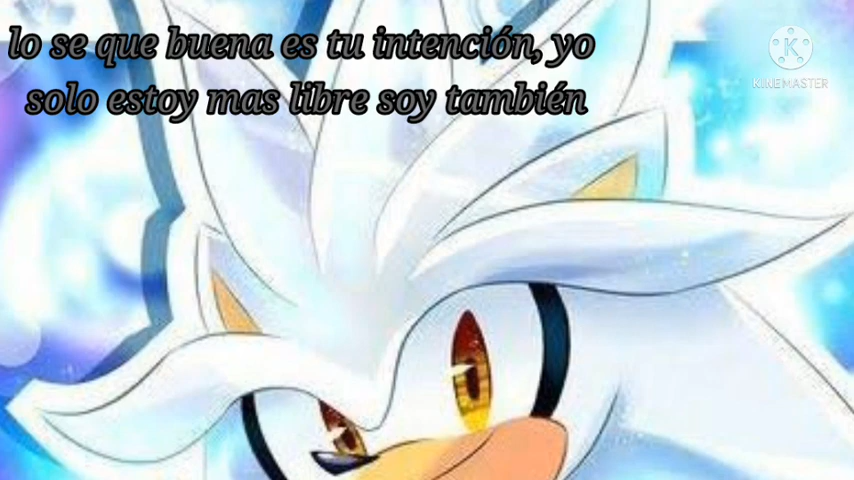 lo se que buena es tu intención, yo
solo estoy mas libre soy también
KINEMASTER